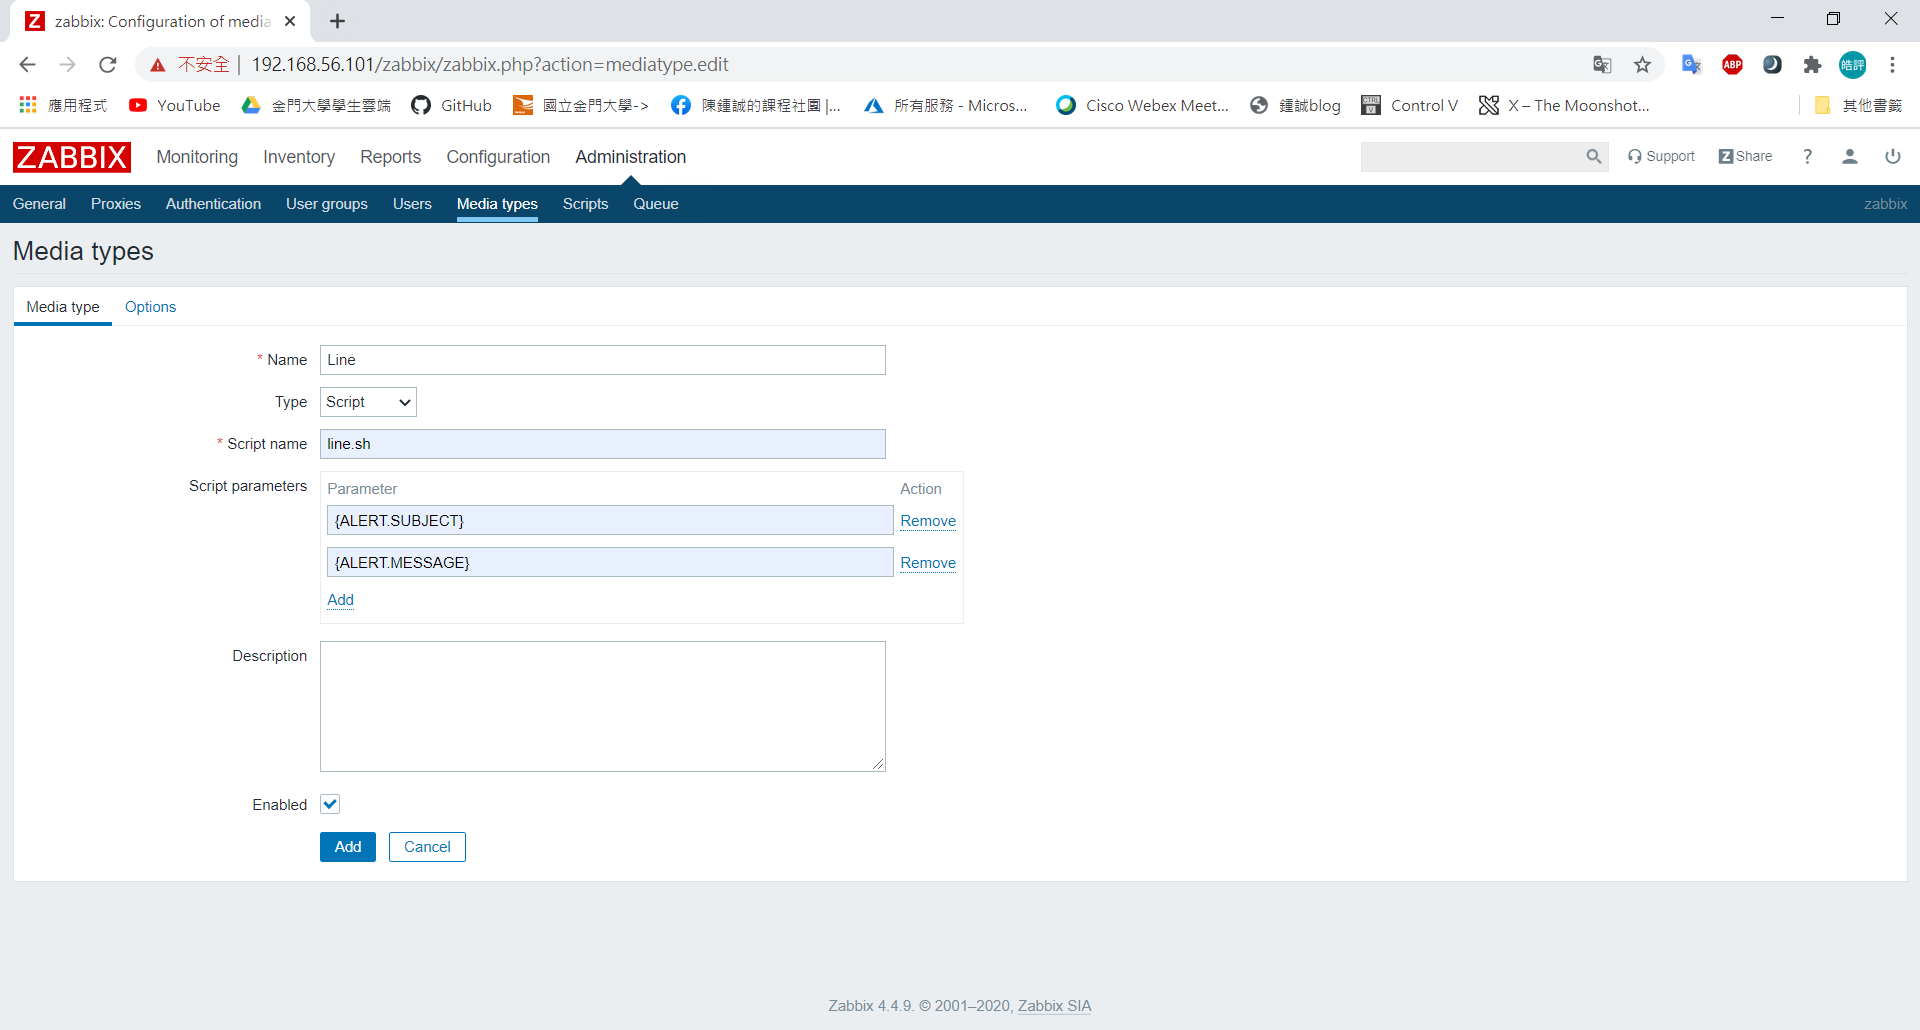 zabbix: Configuration of media
不安全 | 192.168.56.101/zabbix/zabbix.php?action=mediatype.edit
ABP 皓評
應用程式 YouTube 金門大學學生雲端 GitHub 國立金門大學-> 陳鍾誠的課程社團 |... 所有服務 - Micros... Cisco Webex Meet... 鍾誠blog Control V X – The Moonshot... 其他書籤
ZABBIX Monitoring Inventory Reports Configuration Administration Support Z Share ?
General Proxies Authentication User groups Users Media types Scripts Queue zabbix
Media types
Media type Options
* Name Line
Type Script
* Script name line.sh
Script parameters Parameter Action
{ALERT.SUBJECT} Remove
{ALERT.MESSAGE} Remove
Add
Description
Enabled
Add Cancel
Zabbix 4.4.9. © 2001–2020, Zabbix SIA